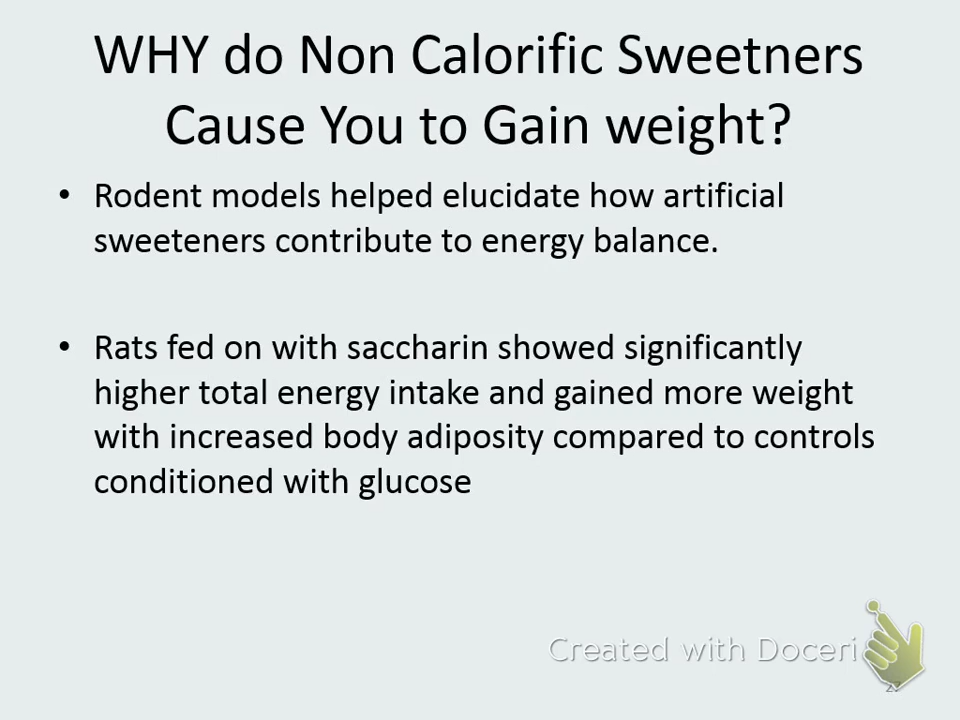 WHY do Non Calorific Sweetners
Cause You to Gain weight?
• Rodent models helped elucidate how artificial
sweeteners contribute to energy balance.
• Rats fed on with saccharin showed significantly
higher total energy intake and gained more weight
with increased body adiposity compared to controls
conditioned with glucose
Created with Doceri